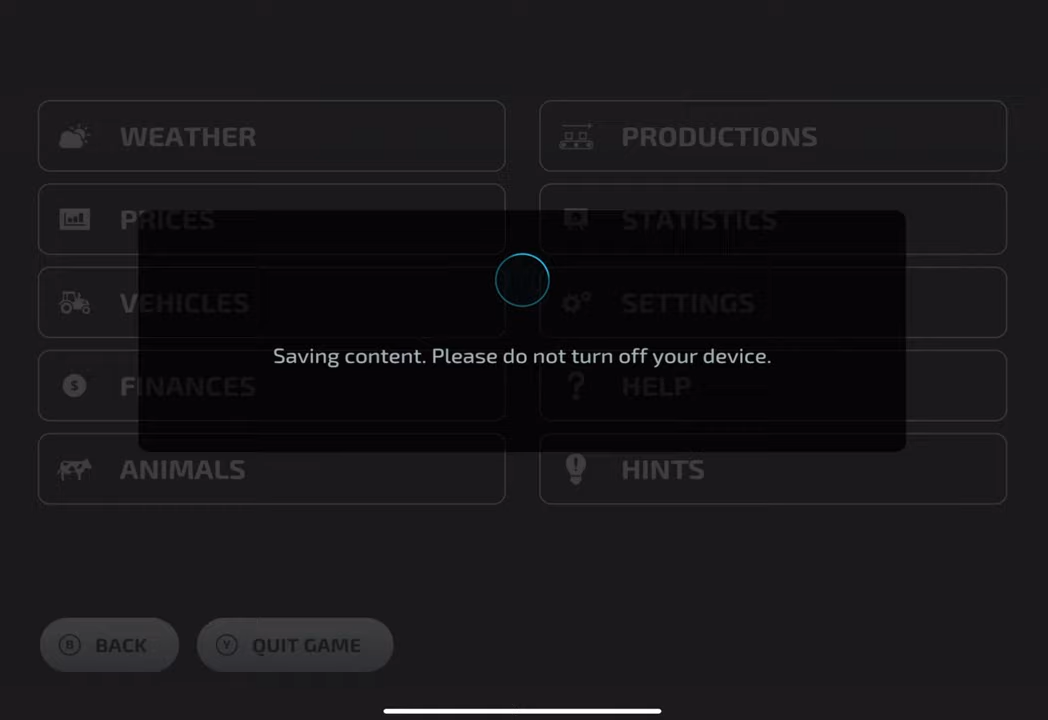 WEATHER
PRODUCTIONS
PRICES
STATISTICS
VEHICLES
SETTINGS
Saving content. Please do not turn off your device.
FINANCES
HELP
ANIMALS
HINTS
B BACK
Y QUIT GAME